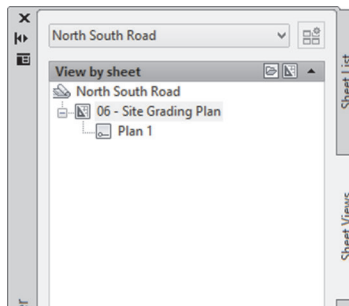 North South Road
View by sheet
North South Road
06 - Site Grading Plan
Plan 1
Sheet List
Sheet Views